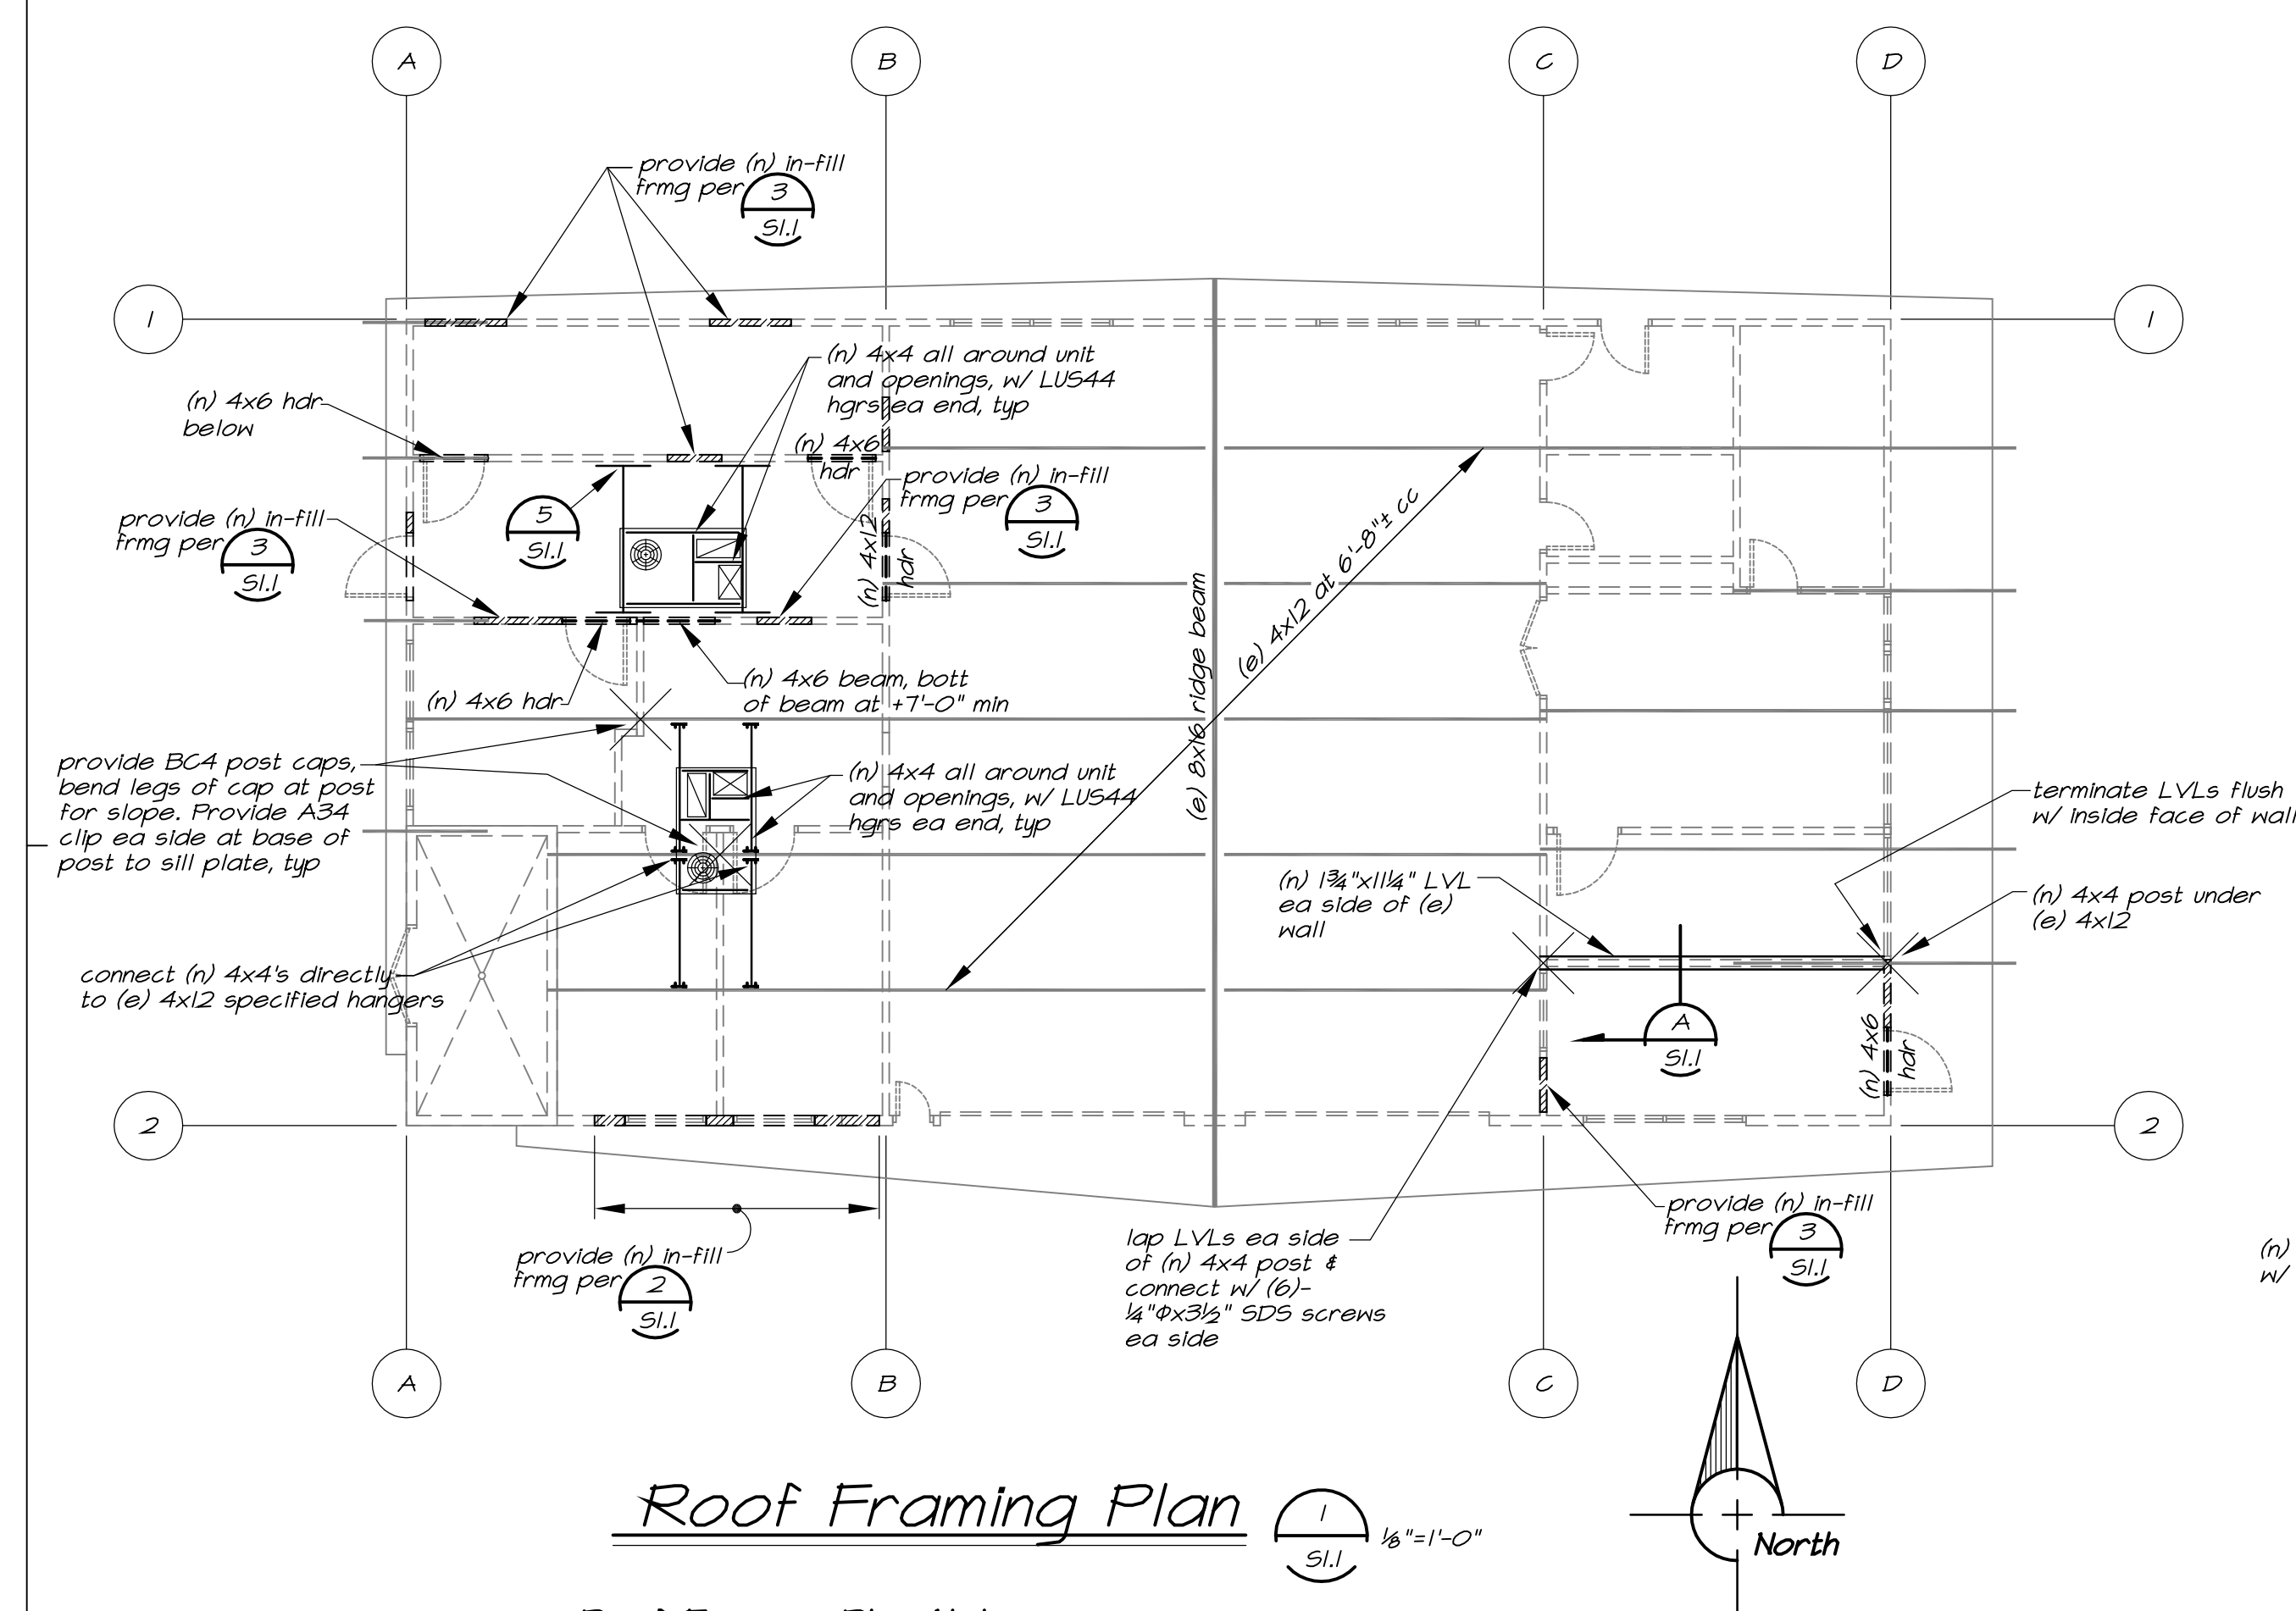 A
B
C
D
provide (n) in-fill
frmg per
3
S1.1
1
1
(n) 4x4 all around unit
and openings, w/ LUS44
hgrs ea end, typ
(n) 4x6 hdr
below
(n) 4x6
hdr
provide (n) in-fill
frmg per
3
S1.1
5
S1.1
provide (n) in-fill
frmg per
3
S1.1
(n) 4x12
hdr
(e) 4x12 at 6'-8"± cc
(e) 8x16 ridge beam
(n) 4x6 hdr
(n) 4x6 beam, bott
of beam at +7'-0" min
provide BC4 post caps,
bend legs of cap at post
for slope. Provide A34
clip ea side at base of
post to sill plate, typ
(n) 4x4 all around unit
and openings, w/ LUS44
hgrs ea end, typ
terminate LVLs flush
w/ inside face of wall
(n) 1¾"x11¼" LVL
ea side of (e)
wall
(n) 4x4 post under
(e) 4x12
connect (n) 4x4's directly
to (e) 4x12 specified hangers
A
S1.1
(n) 4x6
hdr
2
2
provide (n) in-fill
frmg per
3
S1.1
provide (n) in-fill
frmg per
2
S1.1
lap LVLs ea side
of (n) 4x4 post &
connect w/ (6)-
¼"Φx3½" SDS screws
ea side
(n)
w/
A
B
C
D
Roof Framing Plan
1
S1.1
⅛"=1'-0"
North